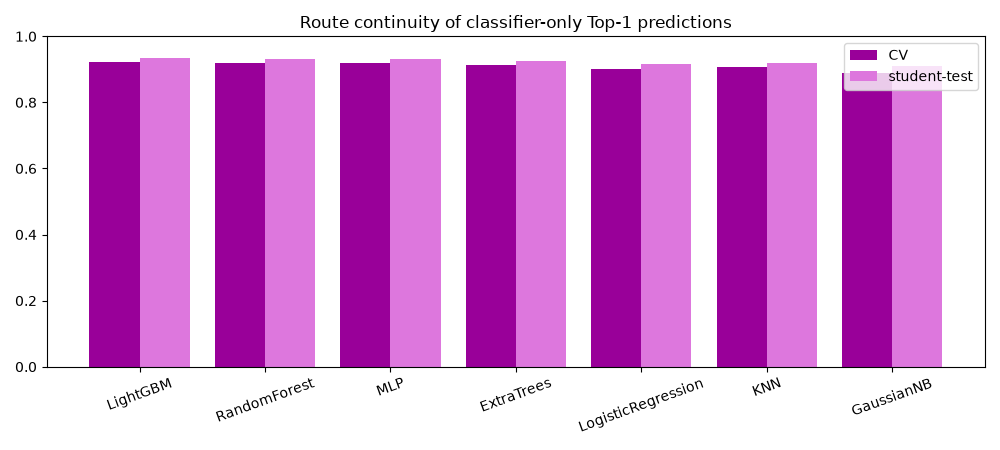 Route continuity of classifier-only Top-1 predictions
1.0
0.8
0.6
0.4
0.2
0.0
CV
student-test
LightGBM
RandomForest
MLP
ExtraTrees
LogisticRegression
KNN
GaussianNB